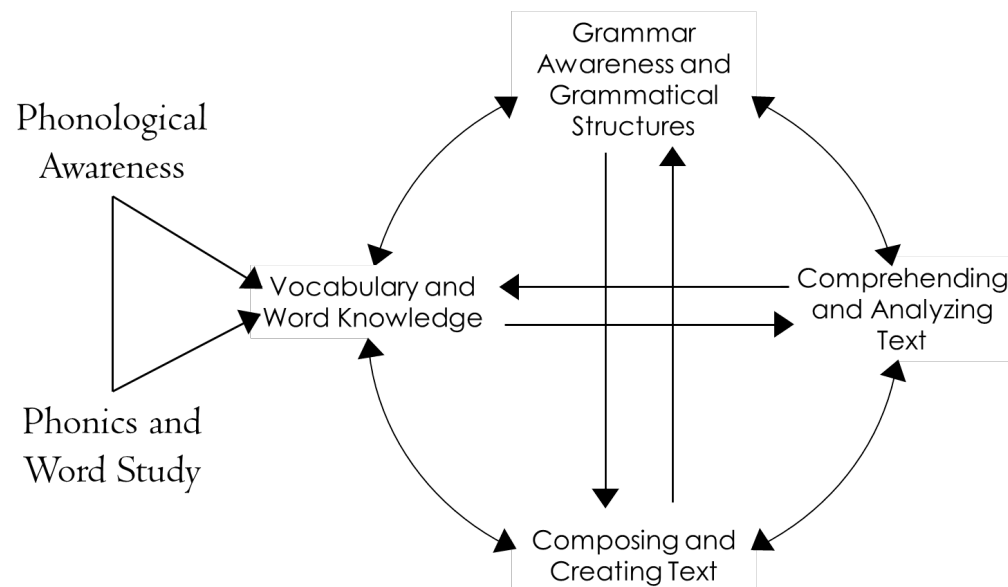 Grammar
Awareness and
Grammatical
Structures
Phonological
Awareness
Vocabulary and
Word Knowledge
Comprehending
and Analyzing
Text
Phonics and
Word Study
Composing and
Creating Text